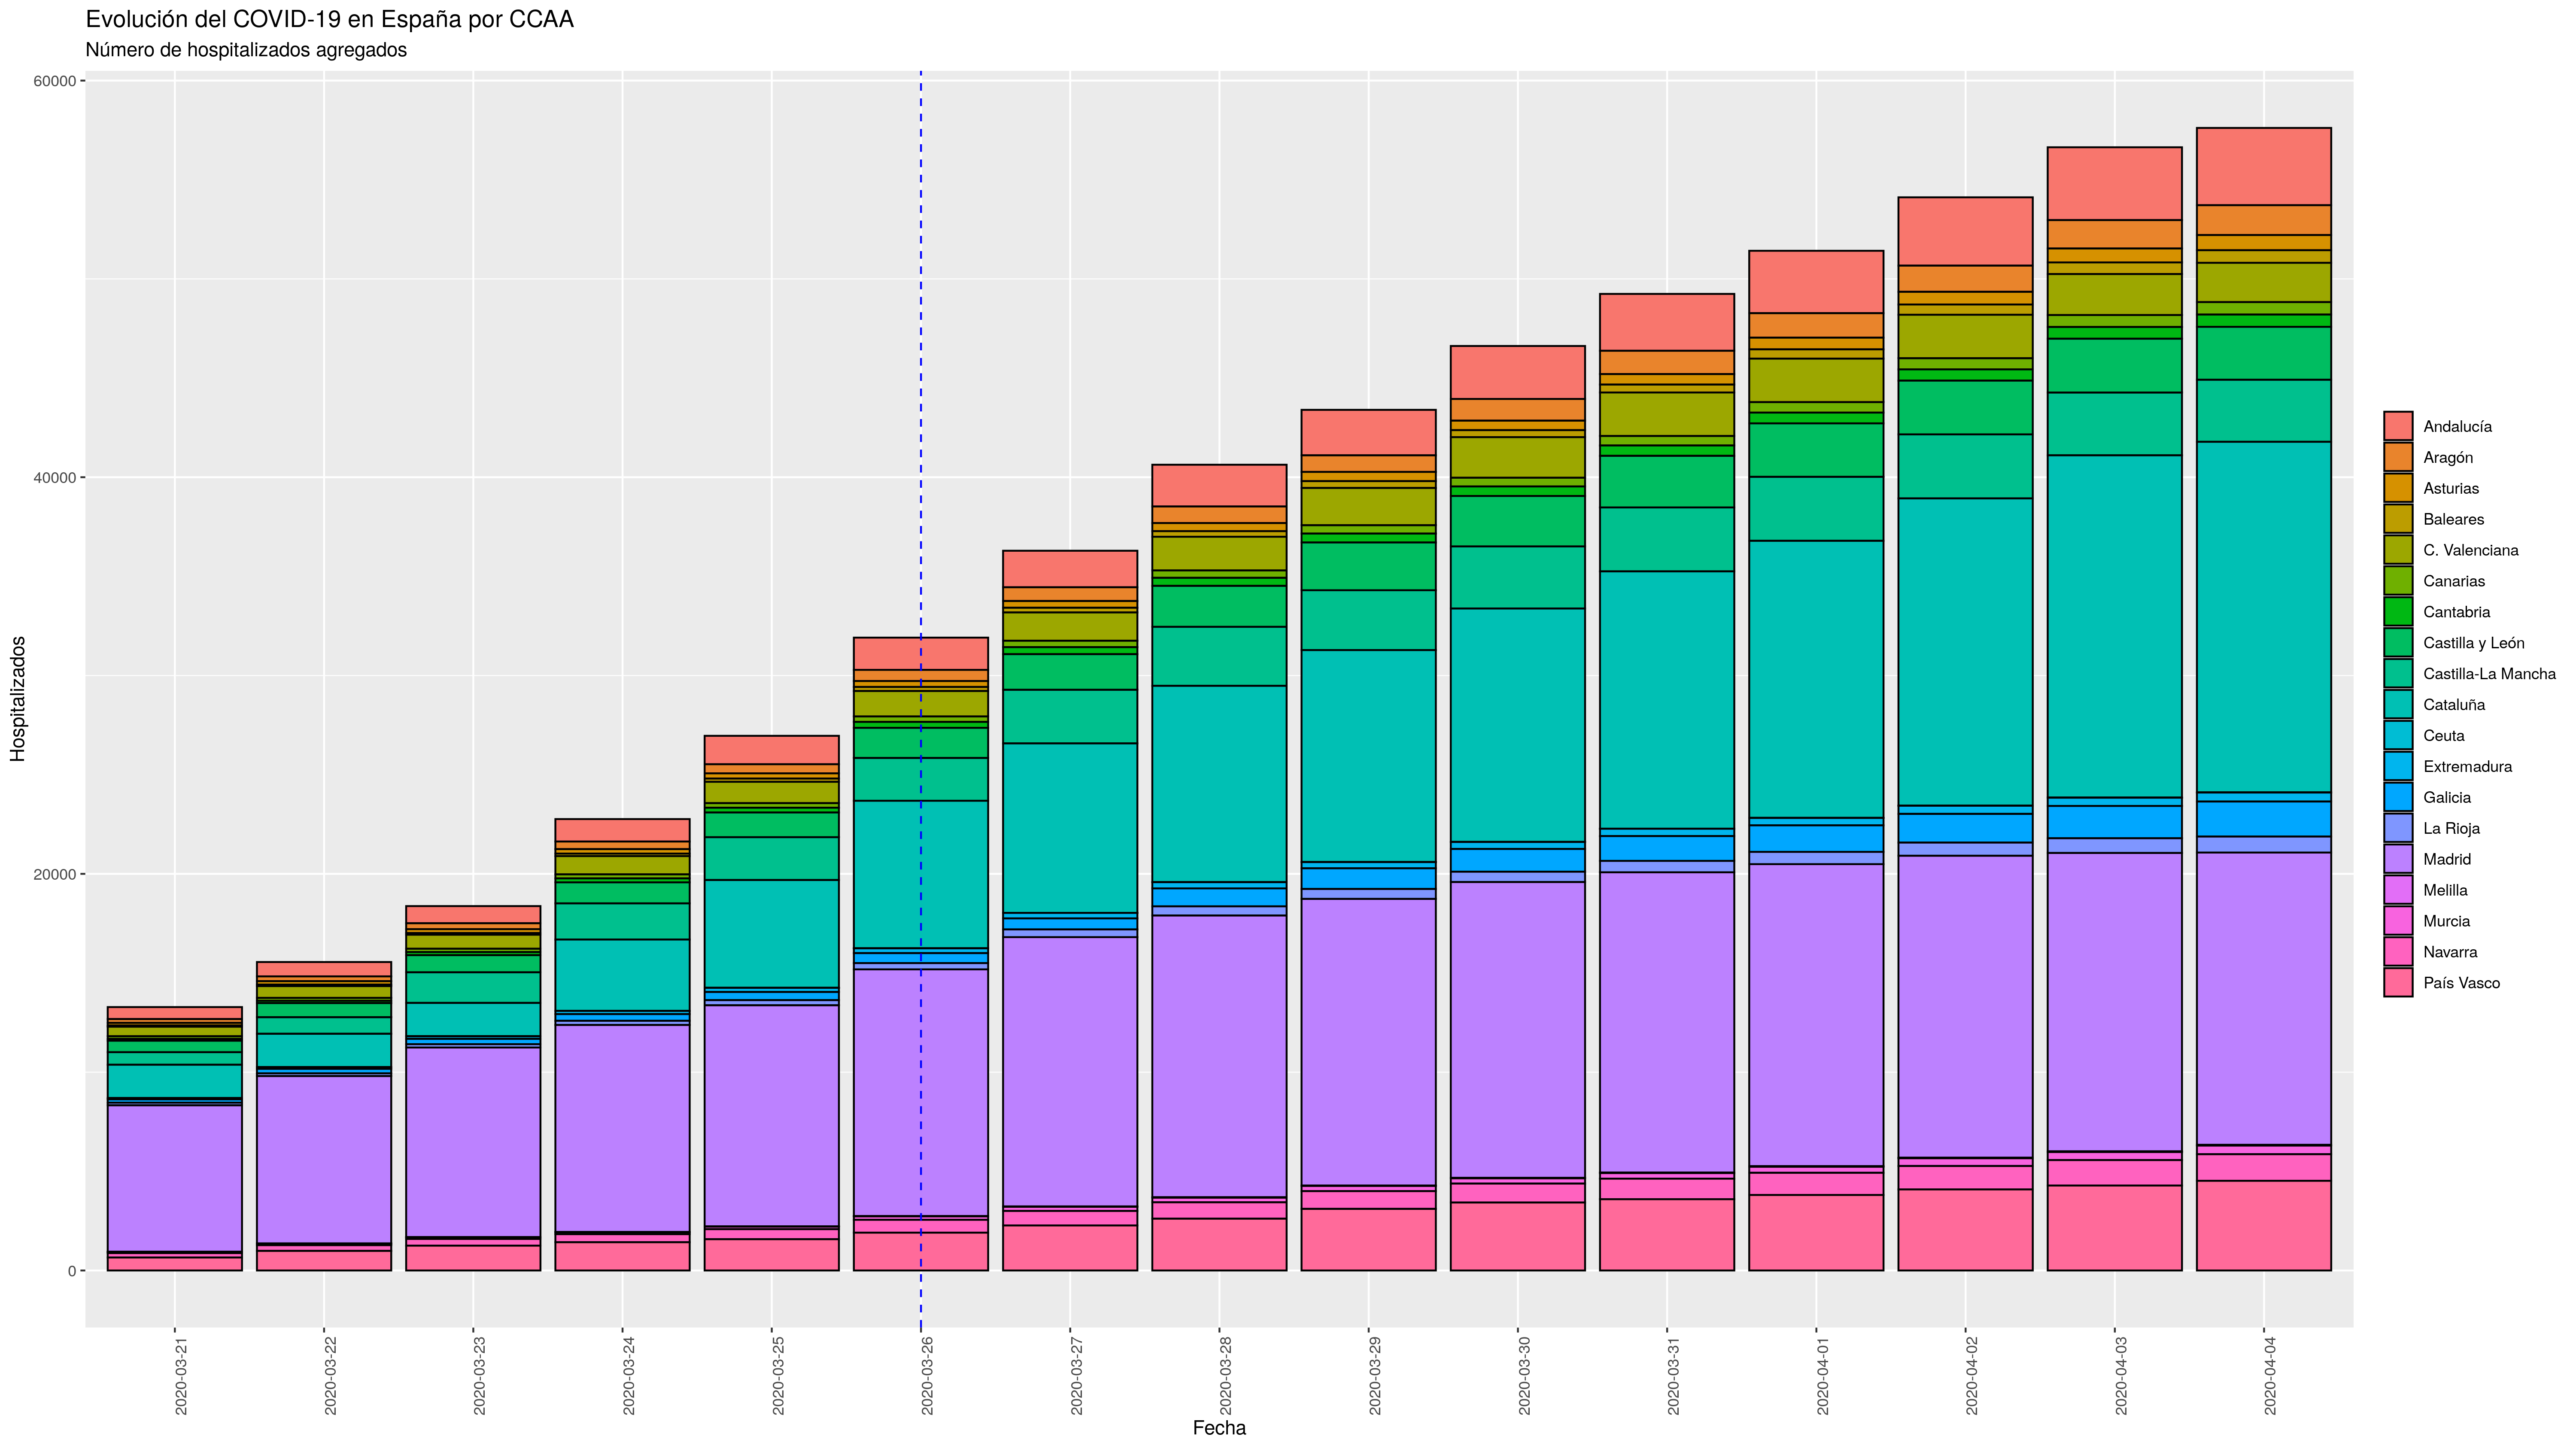 Evolución del COVID-19 en España por CCAA
Número de hospitalizados agregados
Hospitalizados
60000
40000
20000
0
2020-03-21
2020-03-22
2020-03-23
2020-03-24
2020-03-25
2020-03-26
2020-03-27
2020-03-28
2020-03-29
2020-03-30
2020-03-31
2020-04-01
2020-04-02
2020-04-03
2020-04-04
Fecha
Andalucía
Aragón
Asturias
Baleares
C. Valenciana
Canarias
Cantabria
Castilla y León
Castilla-La Mancha
Cataluña
Ceuta
Extremadura
Galicia
La Rioja
Madrid
Melilla
Murcia
Navarra
País Vasco